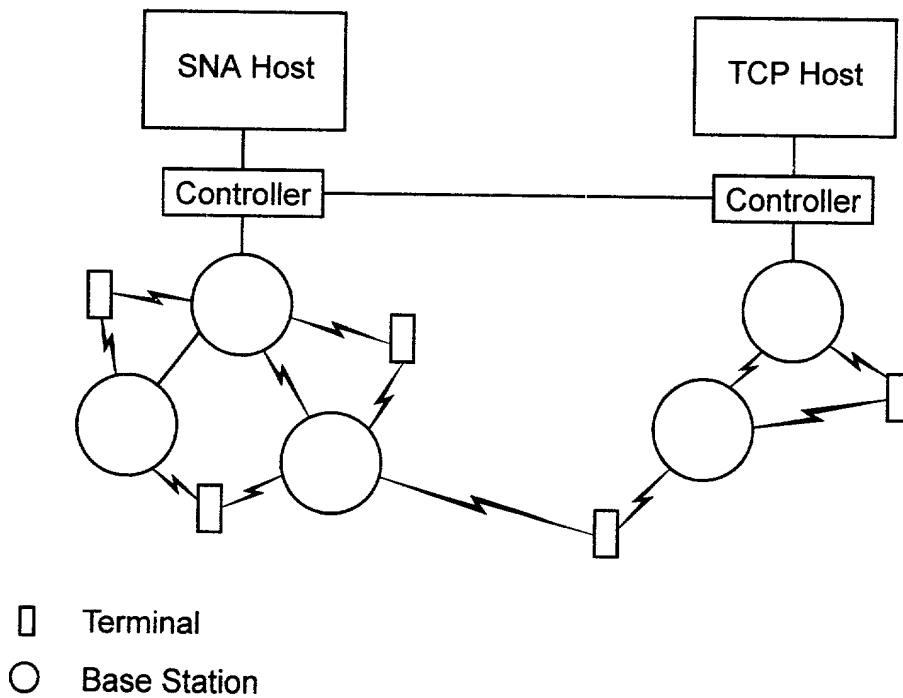 SNA Host
TCP Host
Controller
Controller
Terminal
Base Station